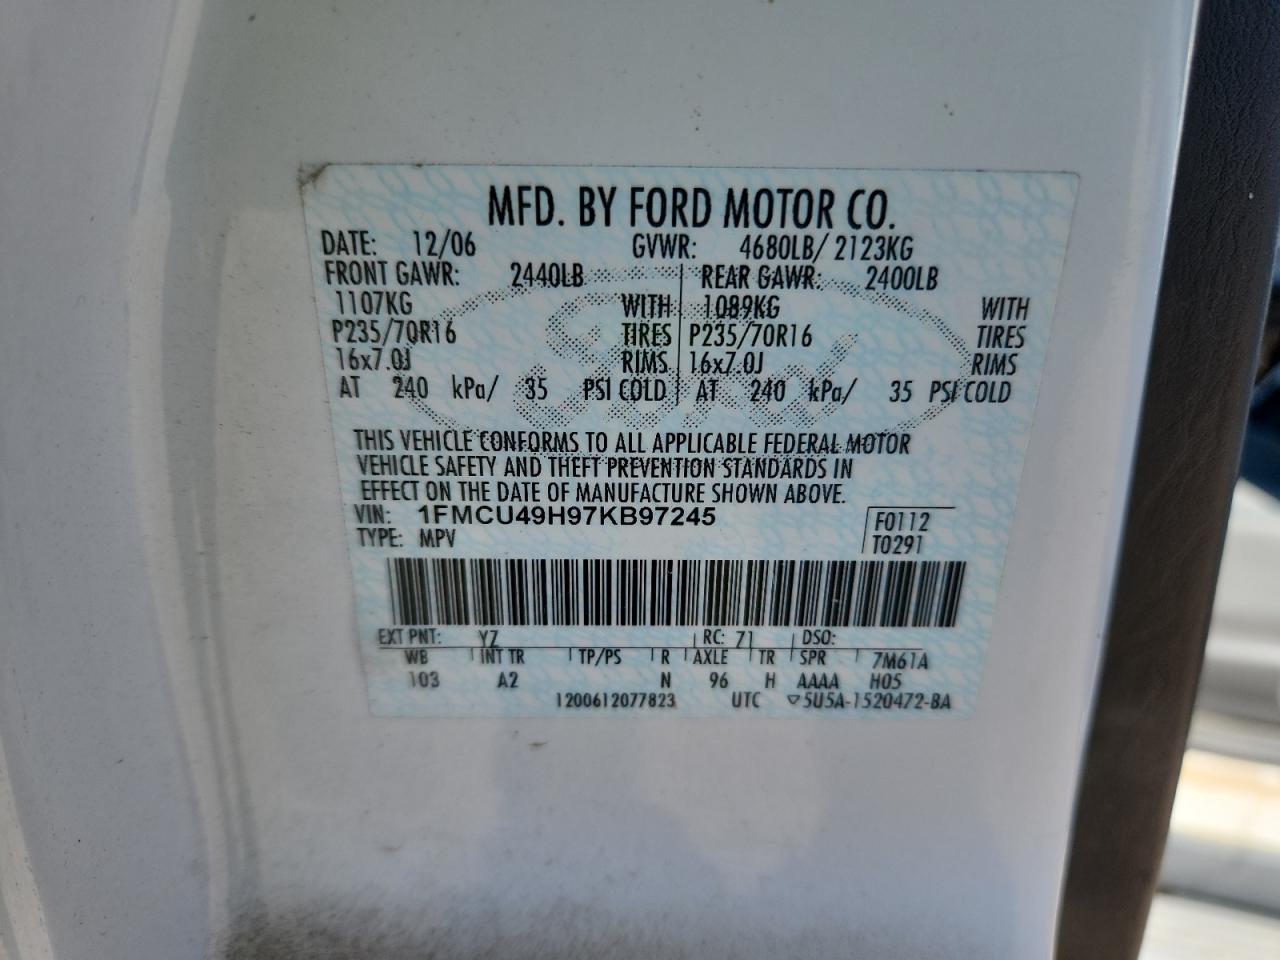 MFD. BY FORD MOTOR CO.
DATE: 12/06 GVWR: 4680LB/ 2123KG
FRONT GAWR: 2440LB REAR GAWR: 2400LB
1107KG WITH 1089KG WITH
P235/70R16 TIRES P235/70R16 TIRES
16x7.0J RIMS 16x7.0J RIMS
AT 240 kPa/ 35 PSI COLD AT 240 kPa/ 35 PSI COLD
Ford
THIS VEHICLE CONFORMS TO ALL APPLICABLE FEDERAL MOTOR
VEHICLE SAFETY AND THEFT PREVENTION STANDARDS IN
EFFECT ON THE DATE OF MANUFACTURE SHOWN ABOVE.
VIN: 1FMCU49H97KB97245 F0112
TYPE: MPV T0291
EXT PNT: YZ RC: 71 DSO:
WB INT TR TP/PS R AXLE TR SPR 7M61A
103 A2 N 96 H AAAA H05
1200612077823 UTC ▽5U5A-1520472-BA